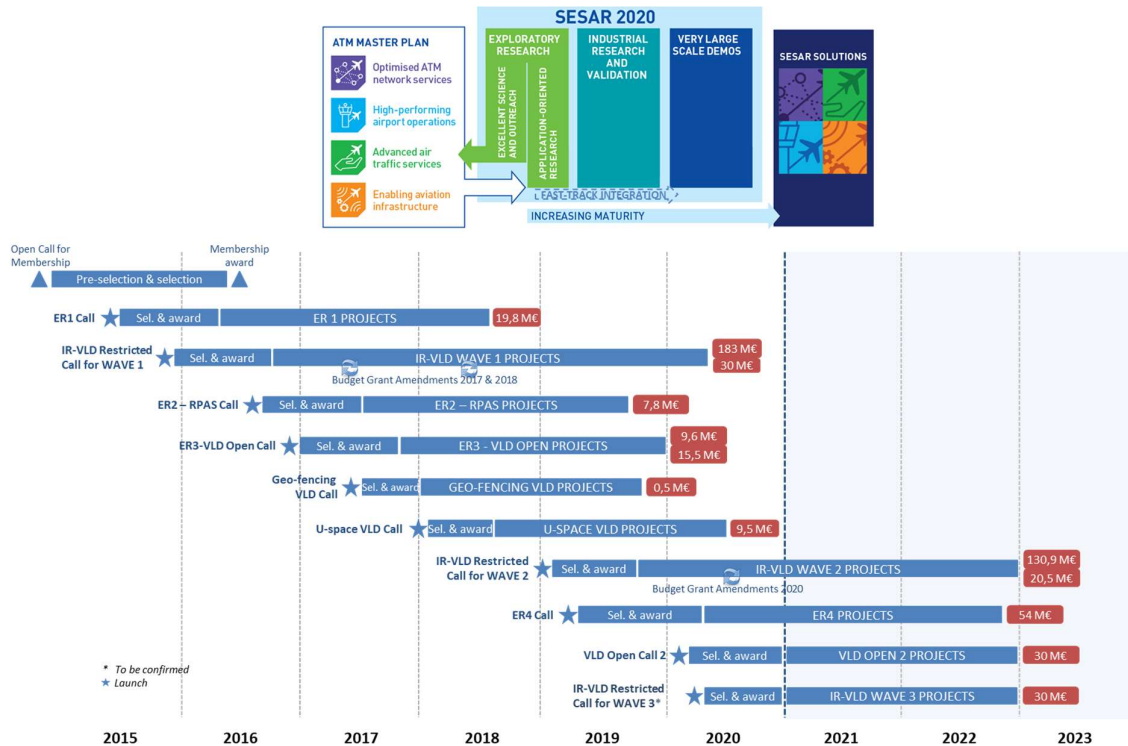 SESAR 2020
ATM MASTER PLAN
Optimised ATM
network services
High-performing
airport operations
Advanced air
traffic services
Enabling aviation
infrastructure
EXPLORATORY
RESEARCH
EXCELLENT SCIENCE
AND OUTREACH
APPLICATION-ORIENTED
RESEARCH
INDUSTRIAL
RESEARCH
AND
VALIDATION
VERY LARGE
SCALE DEMOS
SESAR SOLUTIONS
FAST-TRACK INTEGRATION
INCREASING MATURITY
Open Call for
Membership
Membership
award
Pre-selection & selection
ER1 Call
Sel. & award
ER 1 PROJECTS
19,8 M€
IR-VLD Restricted
Call for WAVE 1
Sel. & award
IR-VLD WAVE 1 PROJECTS
183 M€
30 M€
Budget Grant Amendments 2017 & 2018
ER2 – RPAS Call
Sel. & award
ER2 – RPAS PROJECTS
7,8 M€
ER3-VLD Open Call
Sel. & award
ER3 - VLD OPEN PROJECTS
9,6 M€
15,5 M€
Geo-fencing
VLD Call
Sel. & award
GEO-FENCING VLD PROJECTS
0,5 M€
U-space VLD Call
Sel. & award
U-SPACE VLD PROJECTS
9,5 M€
IR-VLD Restricted
Call for WAVE 2
Sel. & award
IR-VLD WAVE 2 PROJECTS
130,9 M€
20,5 M€
Budget Grant Amendments 2020
ER4 Call
Sel. & award
ER4 PROJECTS
54 M€
VLD Open Call 2
Sel. & award
VLD OPEN 2 PROJECTS
30 M€
IR-VLD Restricted
Call for WAVE 3*
Sel. & award
IR-VLD WAVE 3 PROJECTS
30 M€
* To be confirmed
Launch
2015 2016 2017 2018 2019 2020 2021 2022 2023